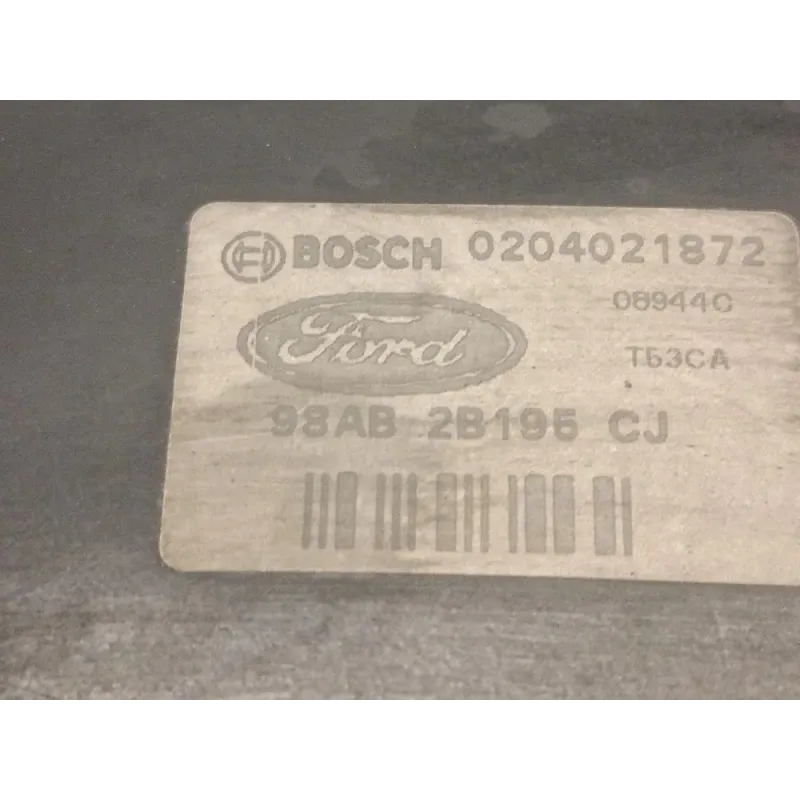 BOSCH 0204021872
08944C
Ford
T53CA
98AB 2B195 CJ